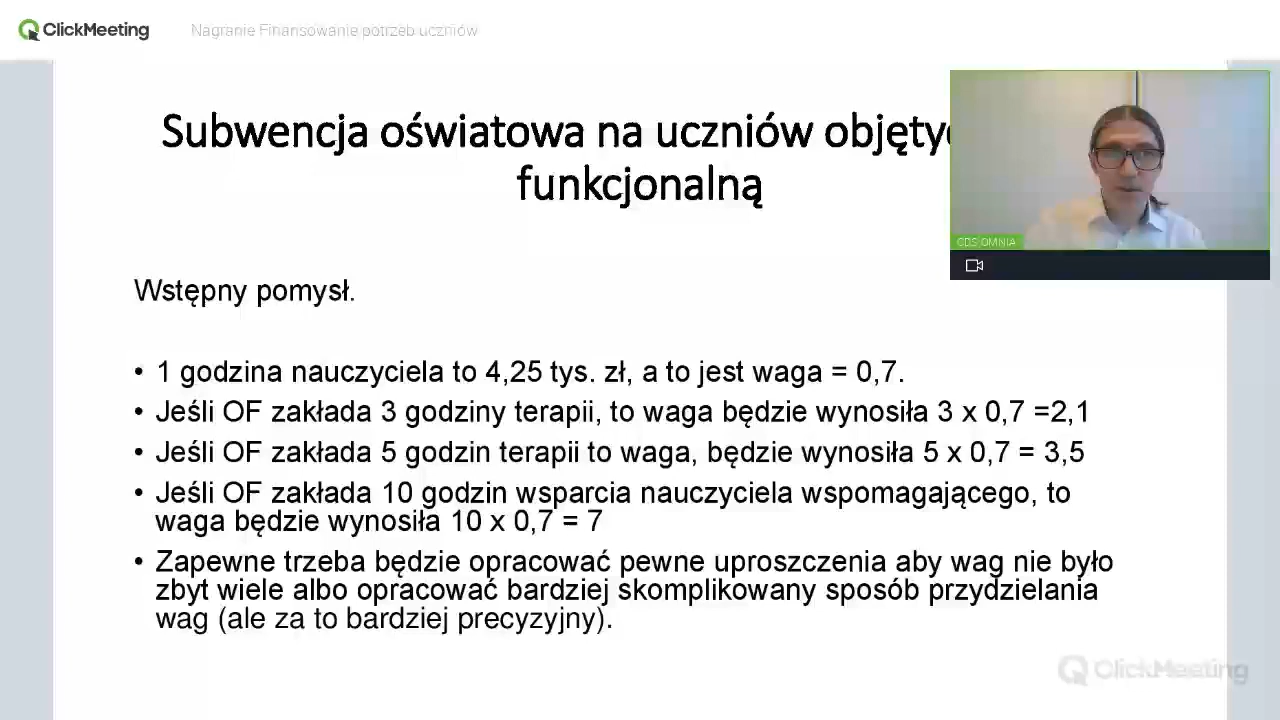 ClickMeeting
Nagranie Finansowanie potrzeb uczniów
Subwencja oświatowa na uczniów
funkcjonalną
CDS OMNIA
Wstępny pomysł.
• 1 godzina nauczyciela to 4,25 tys. zł, a to jest waga = 0,7.
• Jeśli OF zakłada 3 godziny terapii, to waga będzie wynosiła 3 x 0,7 =2,1
• Jeśli OF zakłada 5 godzin terapii to waga, będzie wynosiła 5 x 0,7 = 3,5
• Jeśli OF zakłada 10 godzin wsparcia nauczyciela wspomagającego, to
waga będzie wynosiła 10 x 0,7 = 7
• Zapewne trzeba będzie opracować pewne uproszczenia aby wag nie było
zbyt wiele albo opracować bardziej skomplikowany sposób przydzielania
wag (ale za to bardziej precyzyjny).
ClickMeeting